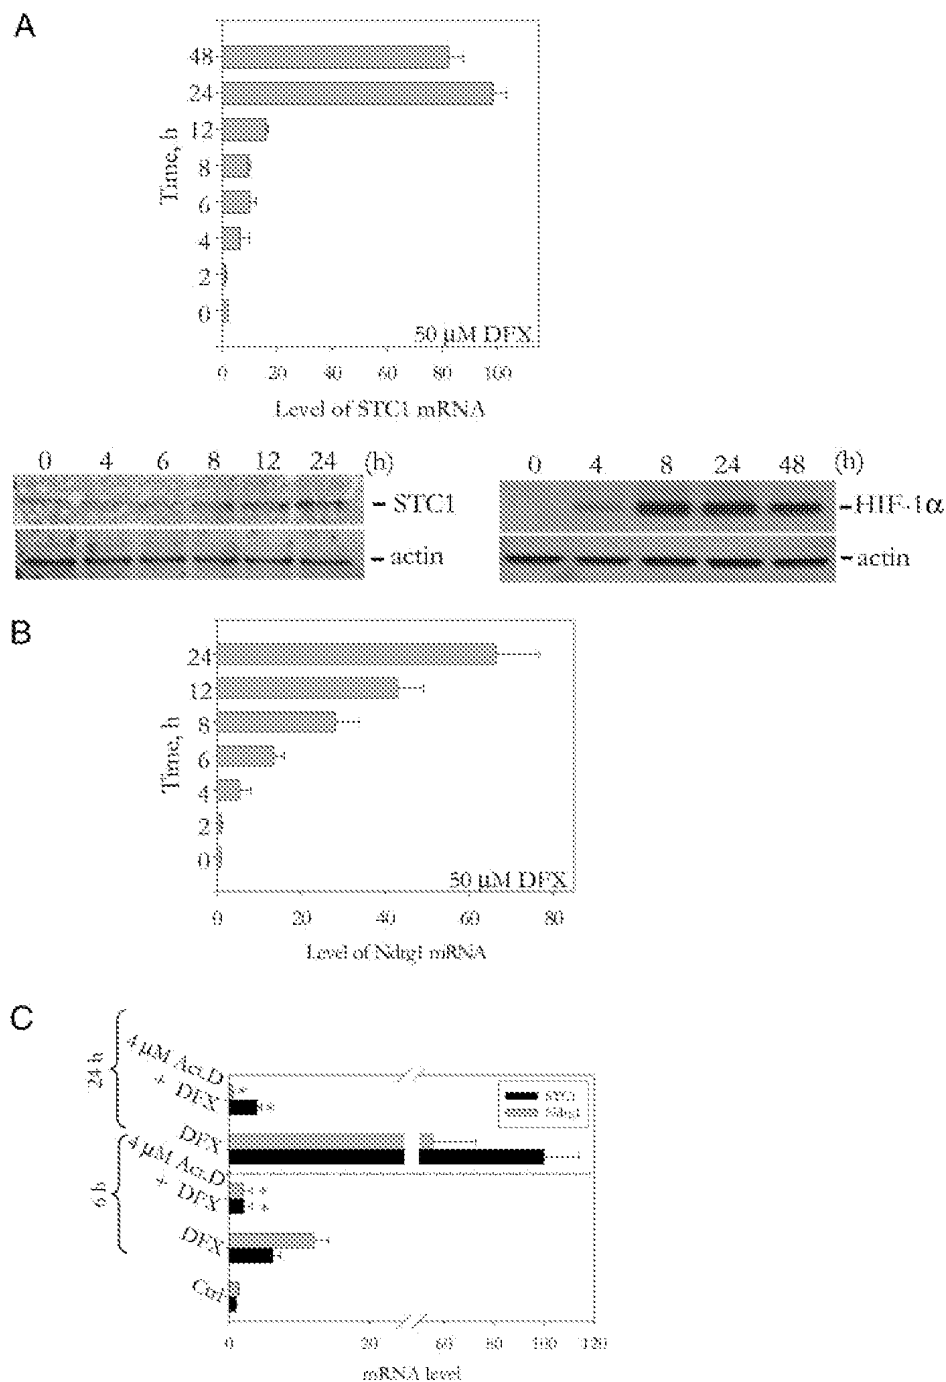 A
48
24
12
8
6
4
2
0
Time, h
50 µM DFX
0 20 40 60 80 100
Level of STC1 mRNA
0 4 6 8 12 24 (h)
STC1
actin
0 4 8 24 48 (h)
HIF-1α
actin
B
24
12
8
6
4
2
0
Time, h
50 µM DFX
0 20 40 60 80
Level of Ndrg1 mRNA
C
24 h
4 µM Act.D
+ DFX
DFX
6 h
4 µM Act.D
+ DFX
DFX
Ctrl
STC1
Ndrg1
*
**
**
**
0 20 60 80 100 120
mRNA level